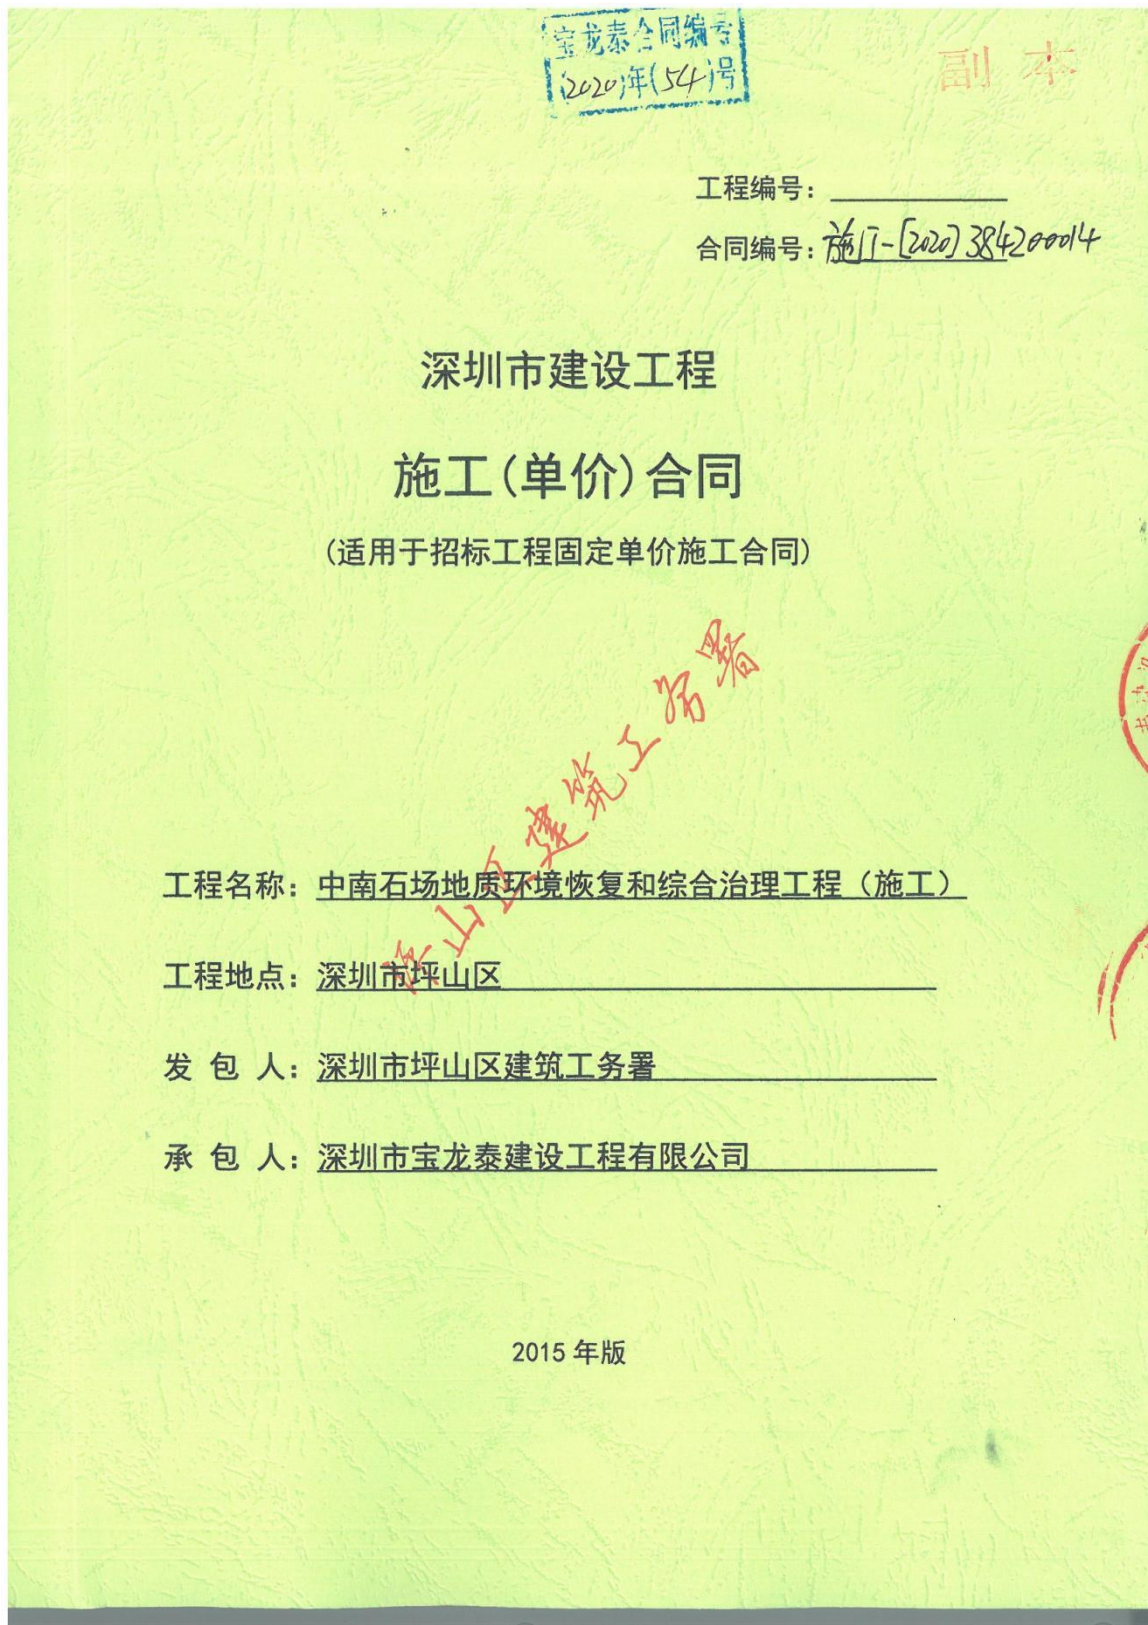 宝龙泰合同编号
(2020)年(54)号
副 本
工程编号：
合同编号：施工-[2020]384200014
深圳市建设工程
施工(单价)合同
(适用于招标工程固定单价施工合同)
坪山区建筑工务署
工程名称：中南石场地质环境恢复和综合治理工程（施工）
工程地点：深圳市坪山区
发 包 人：深圳市坪山区建筑工务署
承 包 人：深圳市宝龙泰建设工程有限公司
2015 年版